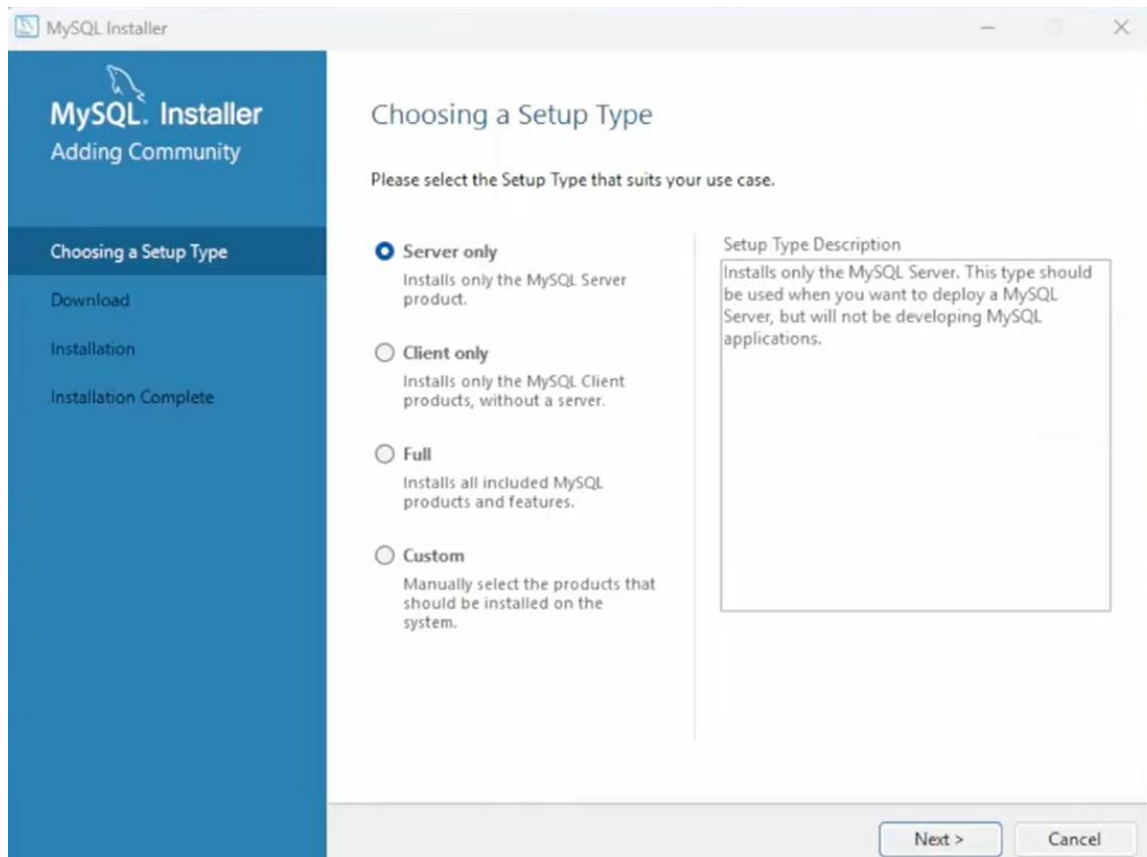 MySQL Installer
MySQL. Installer
Adding Community
Choosing a Setup Type
Download
Installation
Installation Complete
Choosing a Setup Type
Please select the Setup Type that suits your use case.
Server only
Installs only the MySQL Server
product.
Client only
Installs only the MySQL Client
products, without a server.
Full
Installs all included MySQL
products and features.
Custom
Manually select the products that
should be installed on the
system.
Setup Type Description
Installs only the MySQL Server. This type should
be used when you want to deploy a MySQL
Server, but will not be developing MySQL
applications.
Next >
Cancel